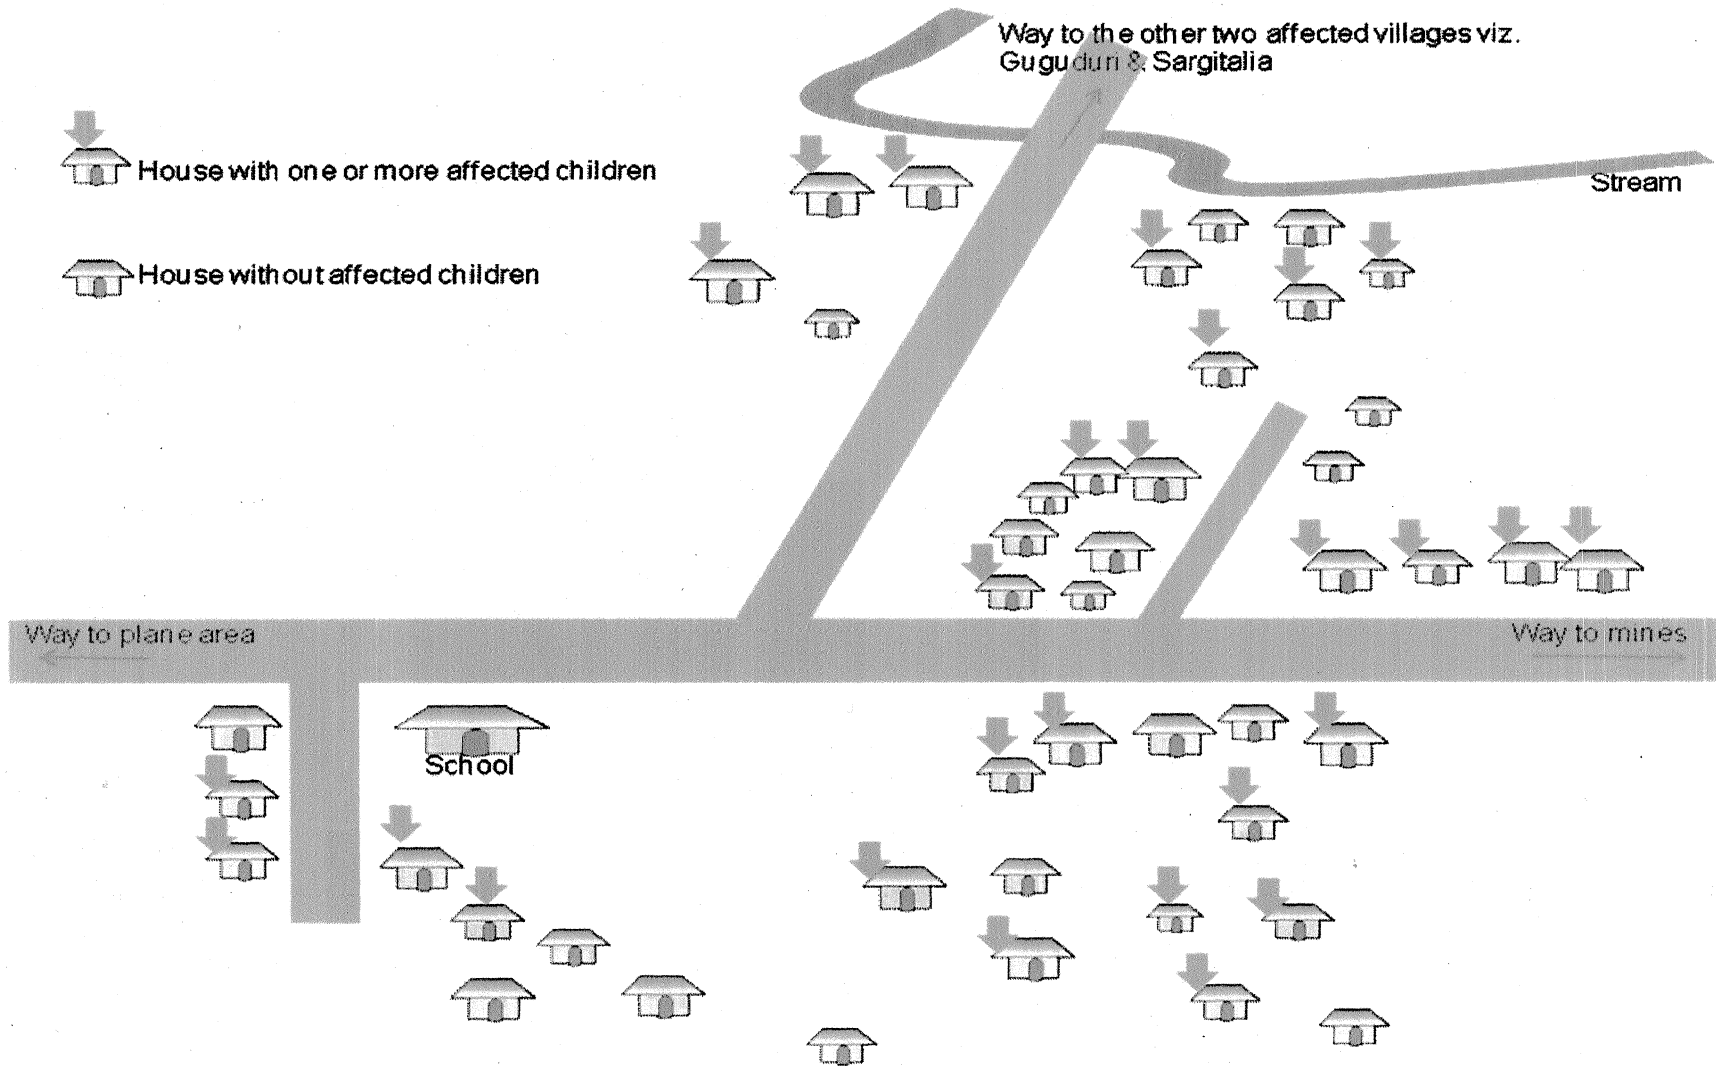 Way to the other two affected villages viz.
Guguduri & Sargitalia
House with one or more affected children
Stream
House without affected children
Way to plane area
Way to mines
School